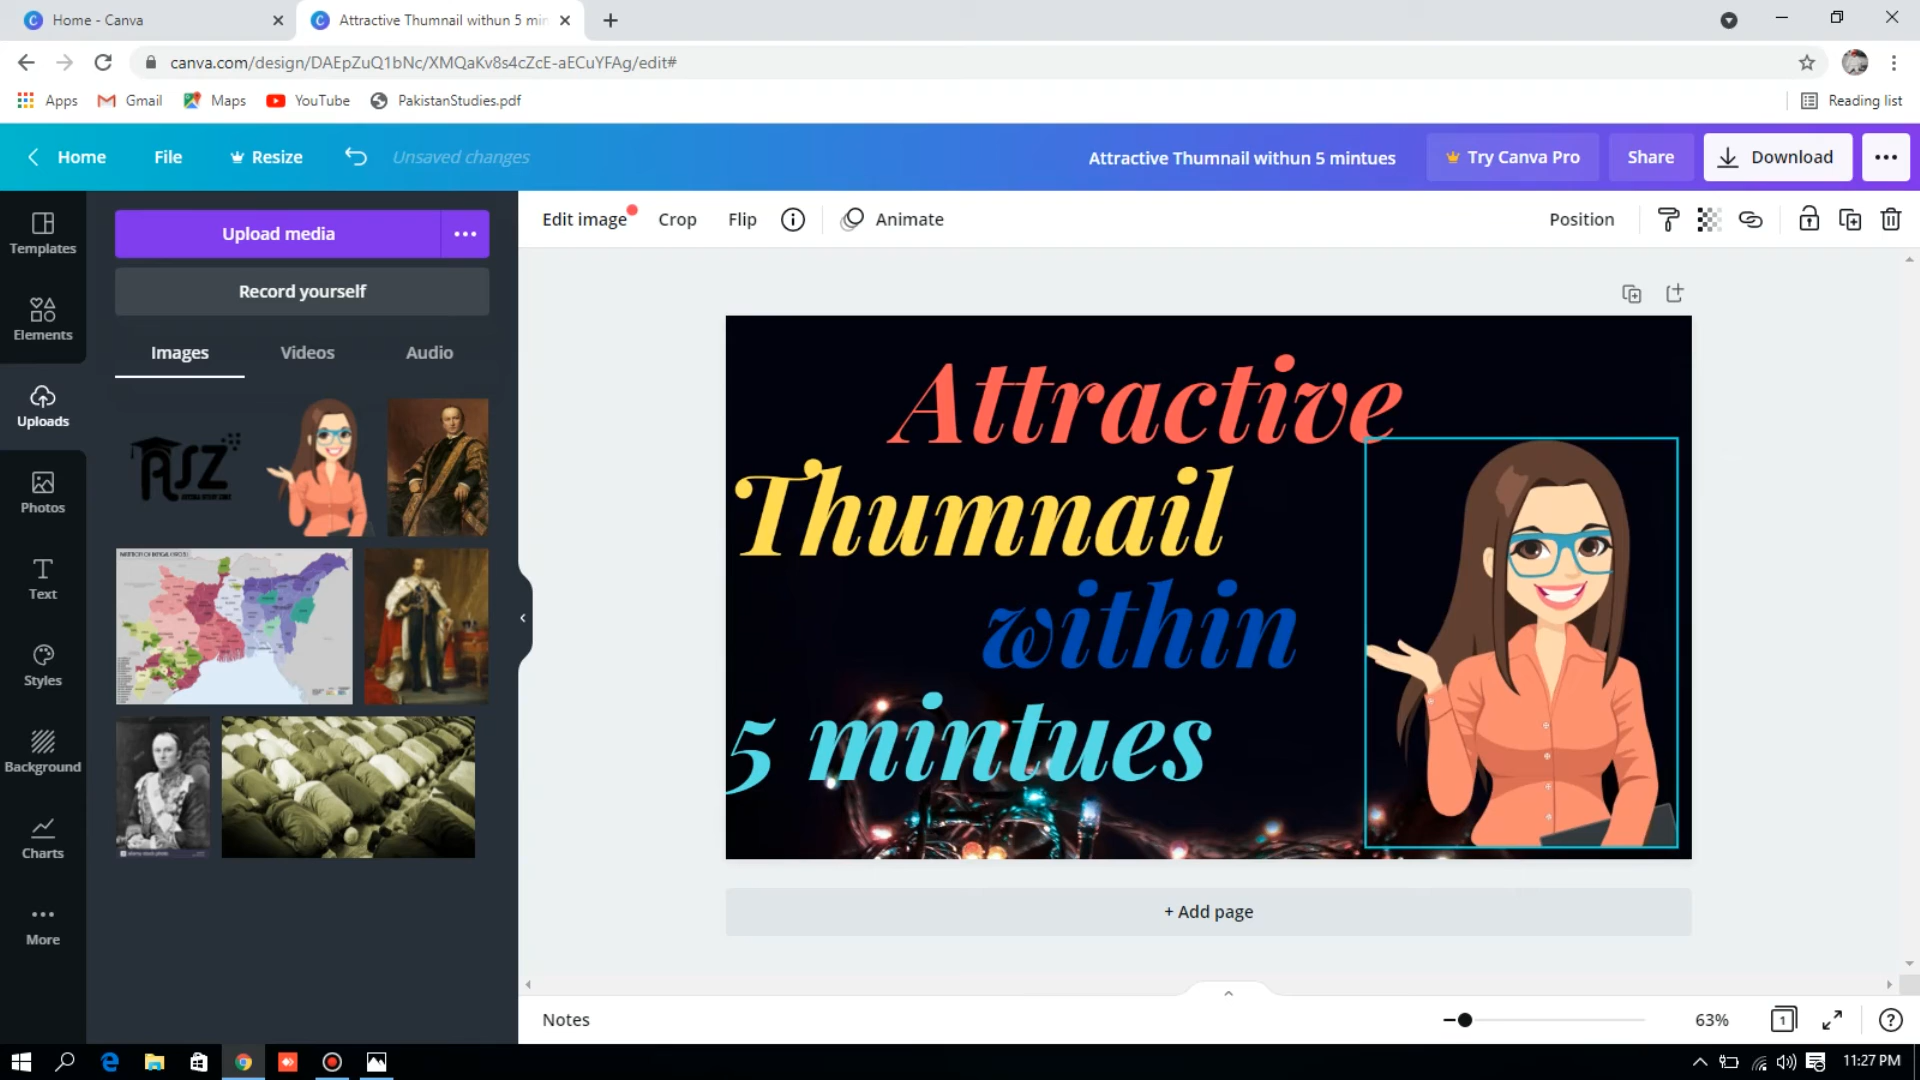 Home - Canva
Attractive Thumnail withun 5 min
canva.com/design/DAEpZuQ1bNc/XMQaKv8s4cZcE-aECuYFAg/edit#
Apps Gmail Maps YouTube PakistanStudies.pdf Reading list
Home File Resize Unsaved changes Attractive Thumnail withun 5 mintues Try Canva Pro Share Download
Templates
Elements
Uploads
Photos
Text
Styles
Background
Charts
More
Upload media
Record yourself
Images Videos Audio
ASZ
Edit image Crop Flip Animate Position
Attractive
Thumnail
within
5 mintues
+ Add page
Notes 63% 1
11:27 PM